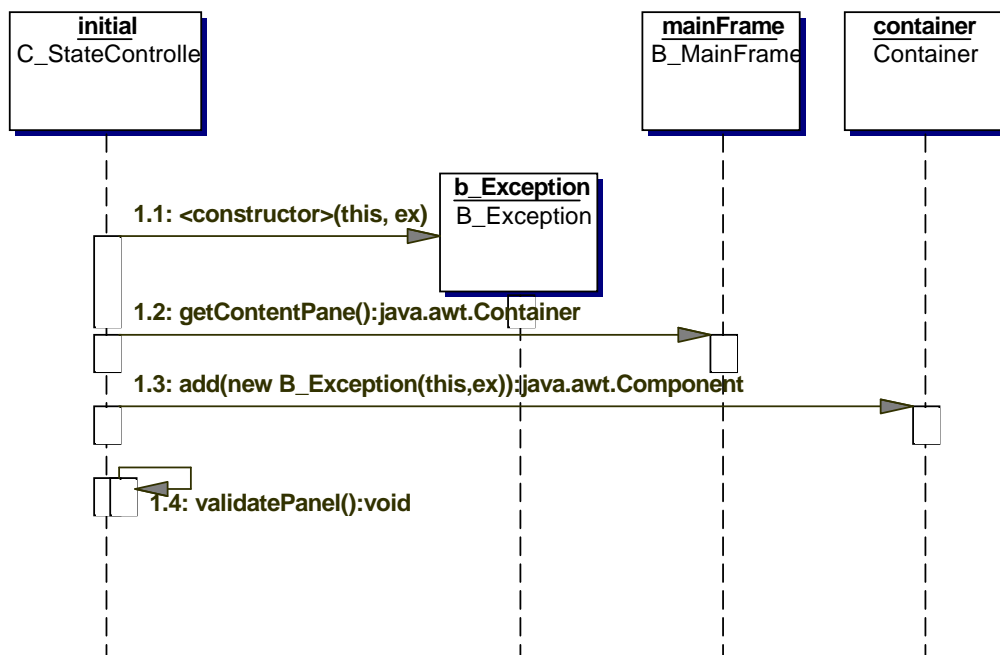 initial
C_StateControlle
mainFrame
B_MainFrame
container
Container
b_Exception
B_Exception
1.1: <constructor>(this, ex)
1.2: getContentPane():java.awt.Container
1.3: add(new B_Exception(this,ex)):java.awt.Component
1.4: validatePanel():void